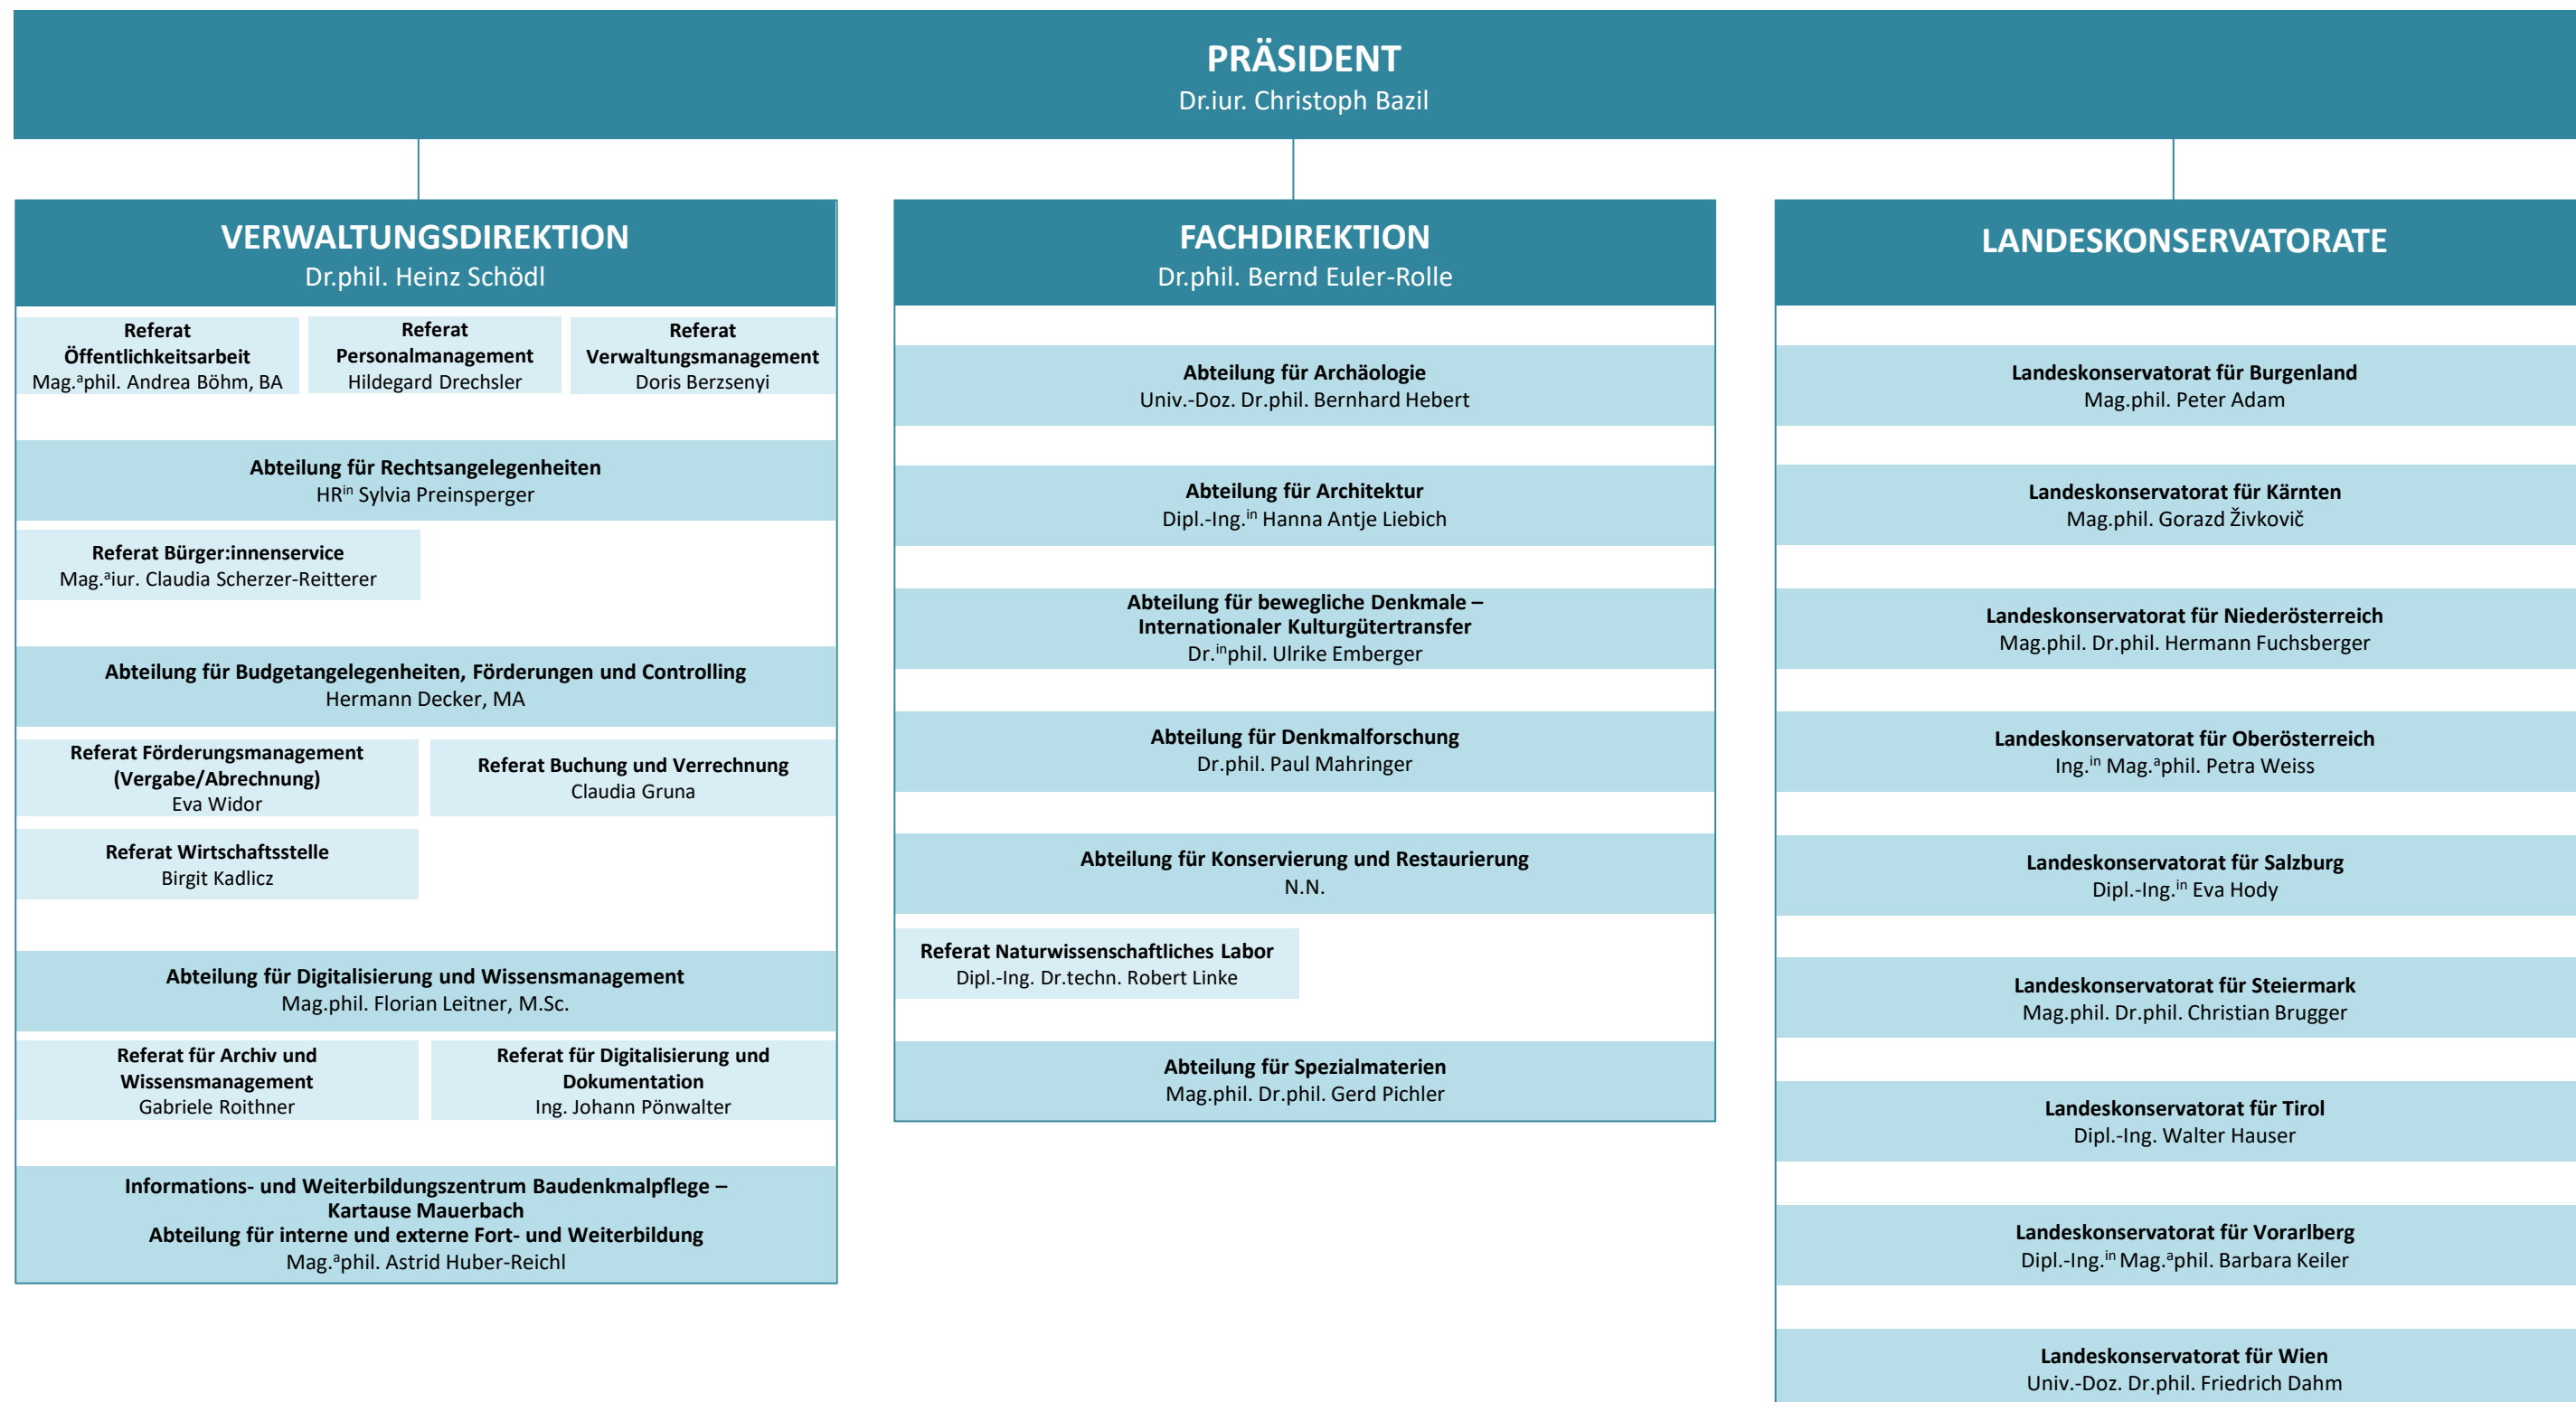 PRÄSIDENT
Dr.iur. Christoph Bazil
VERWALTUNGSDIREKTION
Dr.phil. Heinz Schödl
Referat
Öffentlichkeitsarbeit
Mag.ᵃphil. Andrea Böhm, BA
Referat
Personalmanagement
Hildegard Drechsler
Referat
Verwaltungsmanagement
Doris Berzsenyi
Abteilung für Rechtsangelegenheiten
HRⁱⁿ Sylvia Preinsperger
Referat Bürger:innenservice
Mag.ᵃiur. Claudia Scherzer-Reitterer
Abteilung für Budgetangelegenheiten, Förderungen und Controlling
Hermann Decker, MA
Referat Förderungsmanagement
(Vergabe/Abrechnung)
Eva Widor
Referat Buchung und Verrechnung
Claudia Gruna
Referat Wirtschaftsstelle
Birgit Kadlicz
Abteilung für Digitalisierung und Wissensmanagement
Mag.phil. Florian Leitner, M.Sc.
Referat für Archiv und
Wissensmanagement
Gabriele Roithner
Referat für Digitalisierung und
Dokumentation
Ing. Johann Pönwalter
Informations- und Weiterbildungszentrum Baudenkmalpflege –
Kartause Mauerbach
Abteilung für interne und externe Fort- und Weiterbildung
Mag.ᵃphil. Astrid Huber-Reichl
FACHDIREKTION
Dr.phil. Bernd Euler-Rolle
Abteilung für Archäologie
Univ.-Doz. Dr.phil. Bernhard Hebert
Abteilung für Architektur
Dipl.-Ing.ⁱⁿ Hanna Antje Liebich
Abteilung für bewegliche Denkmale –
Internationaler Kulturgütertransfer
Dr.ⁱⁿphil. Ulrike Emberger
Abteilung für Denkmalforschung
Dr.phil. Paul Mahringer
Abteilung für Konservierung und Restaurierung
N.N.
Referat Naturwissenschaftliches Labor
Dipl.-Ing. Dr.techn. Robert Linke
Abteilung für Spezialmaterien
Mag.phil. Dr.phil. Gerd Pichler
LANDESKONSERVATORATE
Landeskonservatorat für Burgenland
Mag.phil. Peter Adam
Landeskonservatorat für Kärnten
Mag.phil. Gorazd Živkovič
Landeskonservatorat für Niederösterreich
Mag.phil. Dr.phil. Hermann Fuchsberger
Landeskonservatorat für Oberösterreich
Ing.ⁱⁿ Mag.ᵃphil. Petra Weiss
Landeskonservatorat für Salzburg
Dipl.-Ing.ⁱⁿ Eva Hody
Landeskonservatorat für Steiermark
Mag.phil. Dr.phil. Christian Brugger
Landeskonservatorat für Tirol
Dipl.-Ing. Walter Hauser
Landeskonservatorat für Vorarlberg
Dipl.-Ing.ⁱⁿ Mag.ᵃphil. Barbara Keiler
Landeskonservatorat für Wien
Univ.-Doz. Dr.phil. Friedrich Dahm